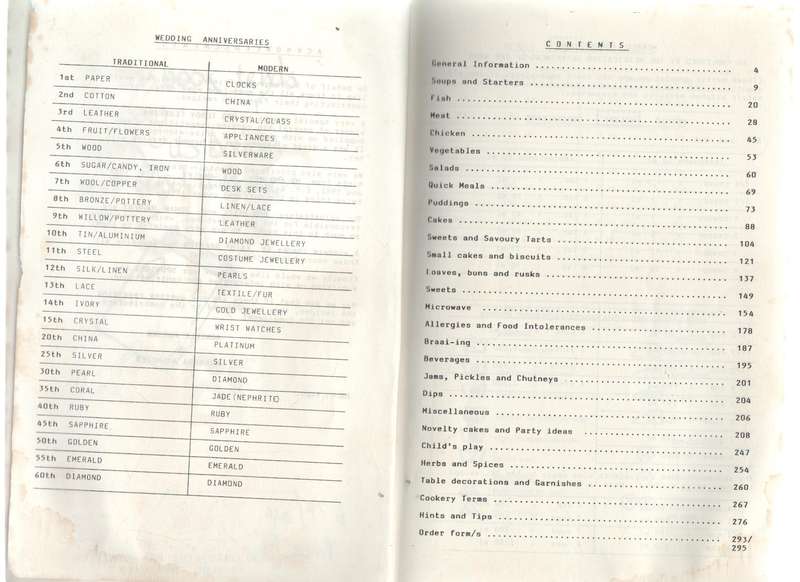 WEDDING ANNIVERSARIES
TRADITIONAL MODERN
1st PAPER CLOCKS
2nd COTTON CHINA
3rd LEATHER CRYSTAL/GLASS
4th FRUIT/FLOWERS APPLIANCES
5th WOOD SILVERWARE
6th SUGAR/CANDY, IRON WOOD
7th WOOL/COPPER DESK SETS
8th BRONZE/POTTERY LINEN/LACE
9th WILLOW/POTTERY LEATHER
10th TIN/ALUMINIUM DIAMOND JEWELLERY
11th STEEL COSTUME JEWELLERY
12th SILK/LINEN PEARLS
13th LACE TEXTILE/FUR
14th IVORY GOLD JEWELLERY
15th CRYSTAL WRIST WATCHES
20th CHINA PLATINUM
25th SILVER SILVER
30th PEARL DIAMOND
35th CORAL JADE(NEPHRITE)
40th RUBY RUBY
45th SAPPHIRE SAPPHIRE
50th GOLDEN GOLDEN
55th EMERALD EMERALD
60th DIAMOND DIAMOND
CONTENTS
General Information ........ 4
Soups and Starters ........ 9
Fish ........ 20
Meat ........ 28
Chicken ........ 45
Vegetables ........ 53
Salads ........ 60
Quick Meals ........ 69
Puddings ........ 73
Cakes ........ 88
Sweets and Savoury Tarts ........ 104
Small cakes and biscuits ........ 121
Loaves, buns and rusks ........ 137
Sweets ........ 149
Microwave ........ 154
Allergies and Food Intolerances ........ 178
Braai-ing ........ 187
Beverages ........ 195
Jams, Pickles and Chutneys ........ 201
Dips ........ 204
Miscellaneous ........ 206
Novelty cakes and Party ideas ........ 208
Child's play ........ 247
Herbs and Spices ........ 254
Table decorations and Garnishes ........ 260
Cookery Terms ........ 267
Hints and Tips ........ 276
Order form/s ........ 293/
295